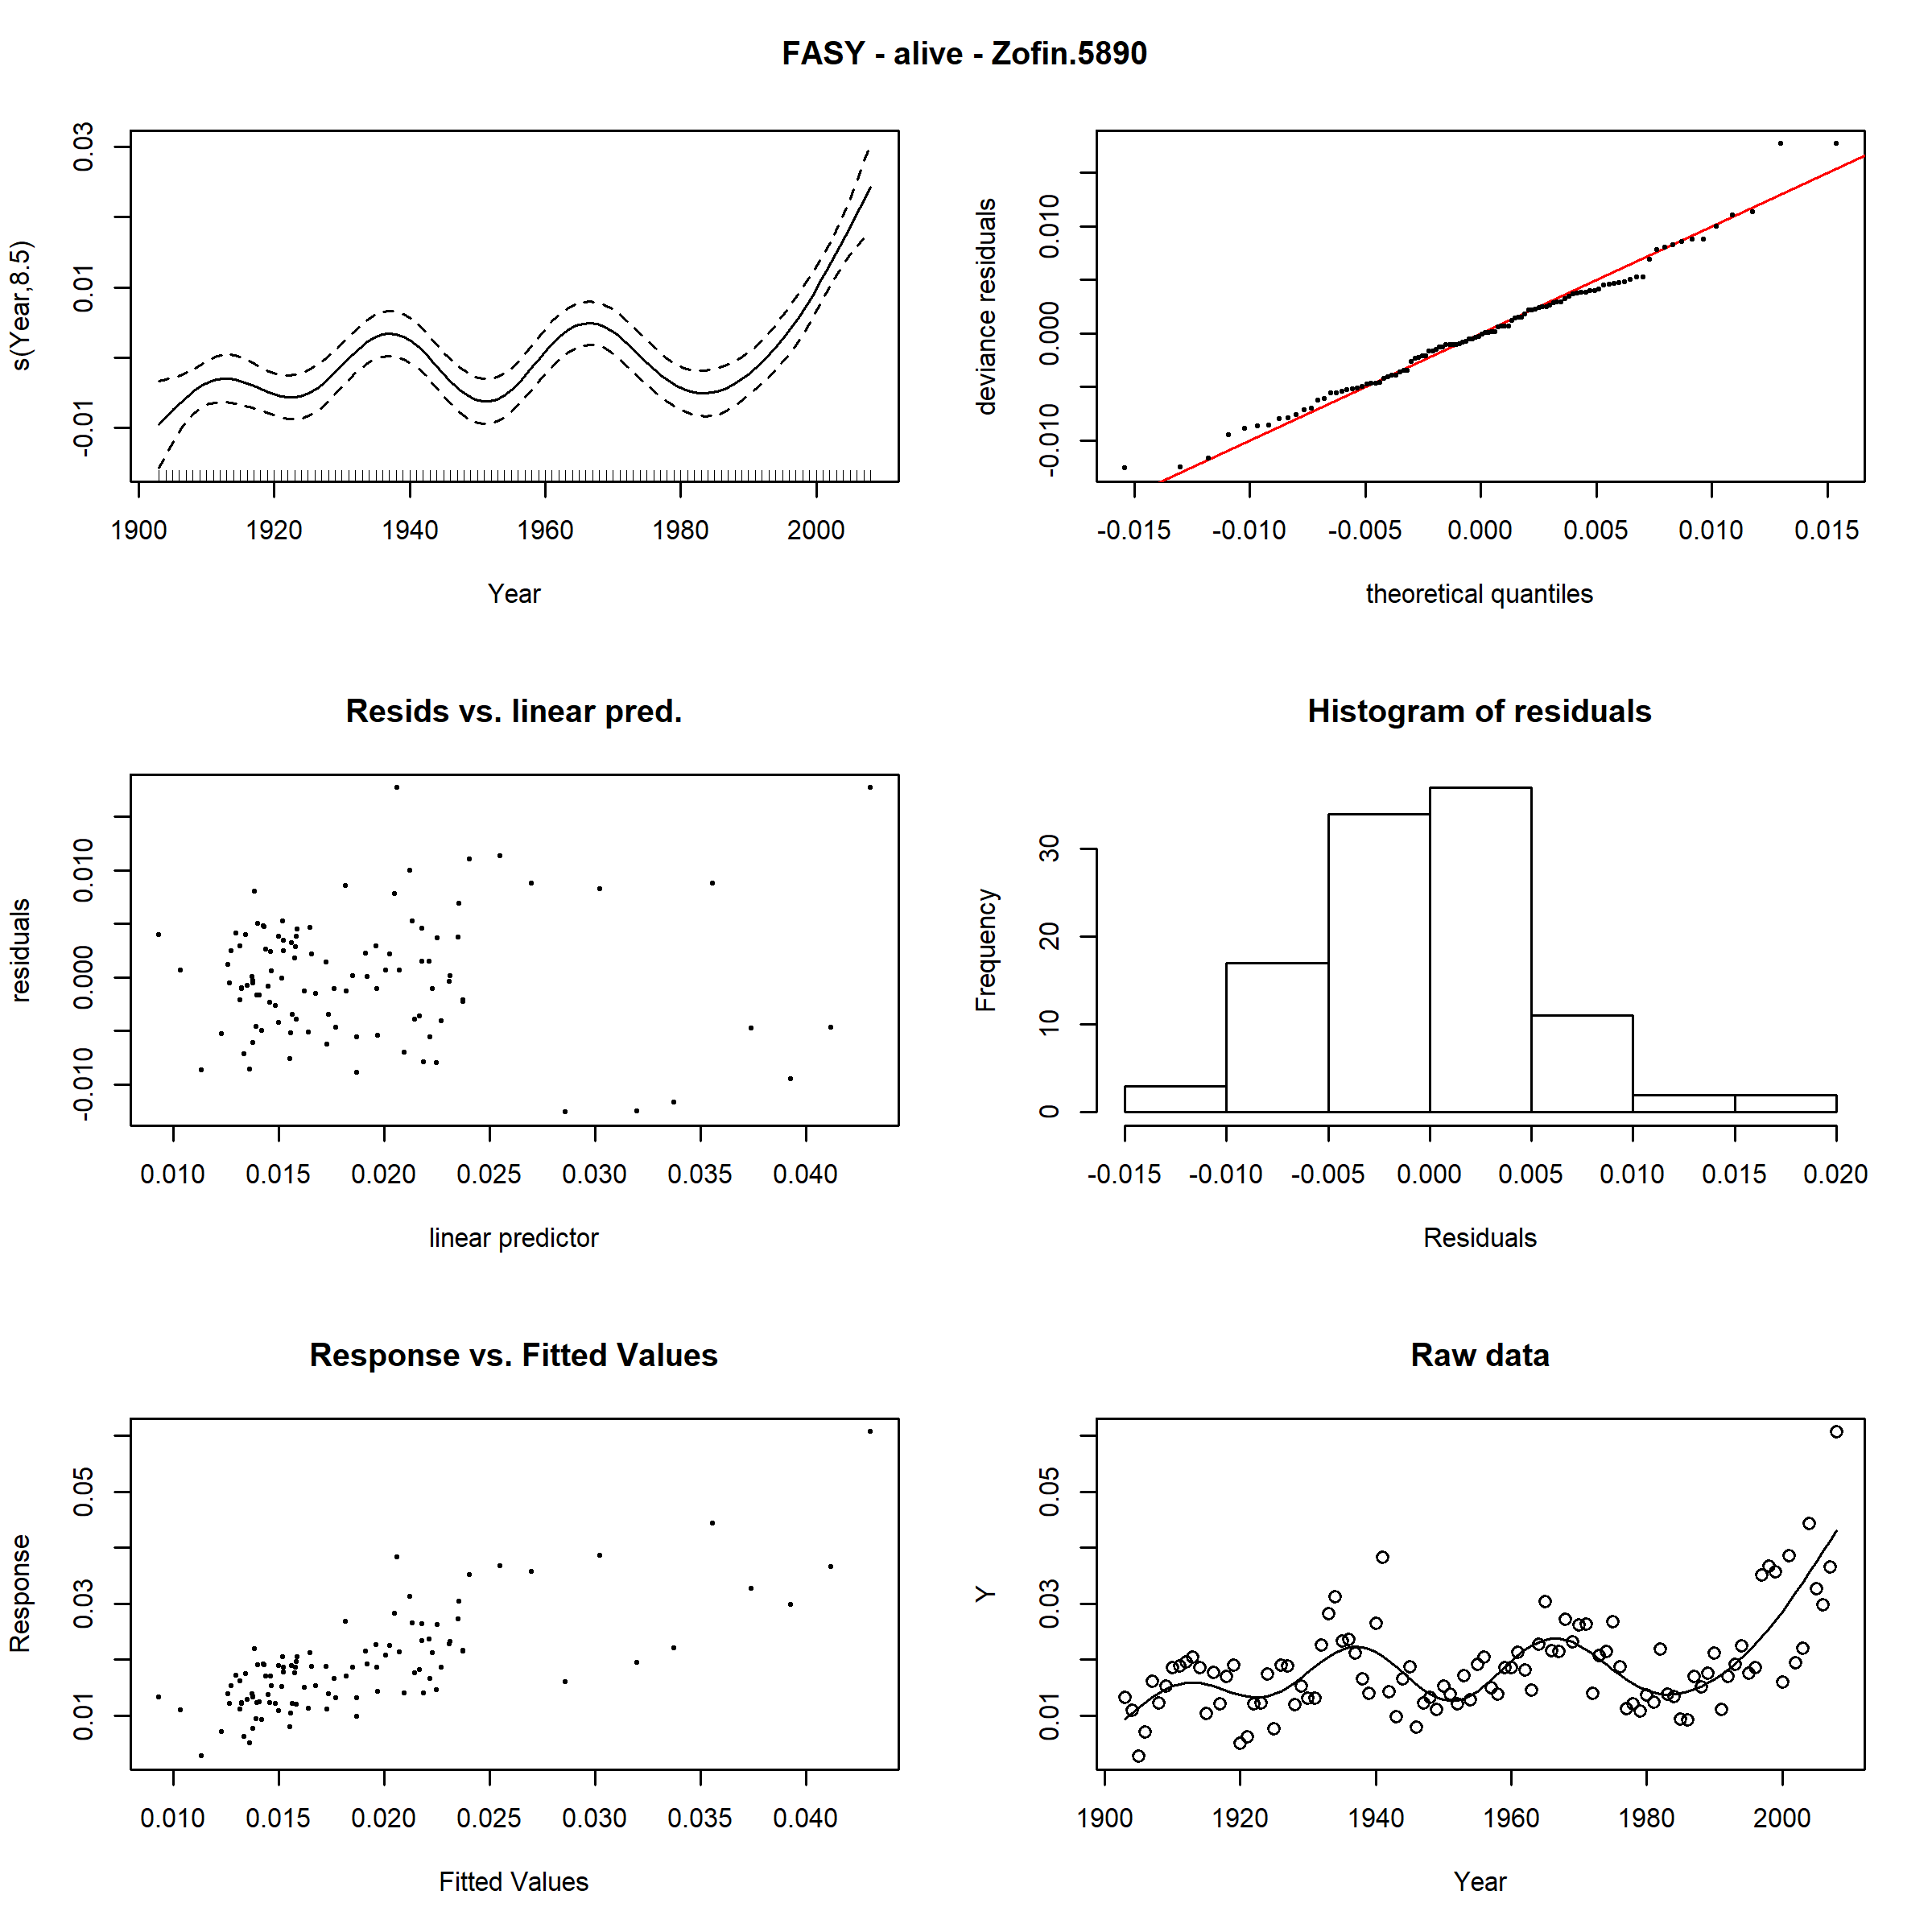 FASY - alive - Zofin.5890
s(Year,8.5)
-0.01 0.01 0.03
1900 1920 1940 1960 1980 2000
Year
deviance residuals
-0.010 0.000 0.010
-0.015 -0.010 -0.005 0.000 0.005 0.010 0.015
theoretical quantiles
Resids vs. linear pred.
residuals
-0.010 0.000 0.010
0.010 0.015 0.020 0.025 0.030 0.035 0.040
linear predictor
Histogram of residuals
Frequency
0 10 20 30
-0.015 -0.010 -0.005 0.000 0.005 0.010 0.015 0.020
Residuals
Response vs. Fitted Values
Response
0.01 0.03 0.05
0.010 0.015 0.020 0.025 0.030 0.035 0.040
Fitted Values
Raw data
Y
0.01 0.03 0.05
1900 1920 1940 1960 1980 2000
Year